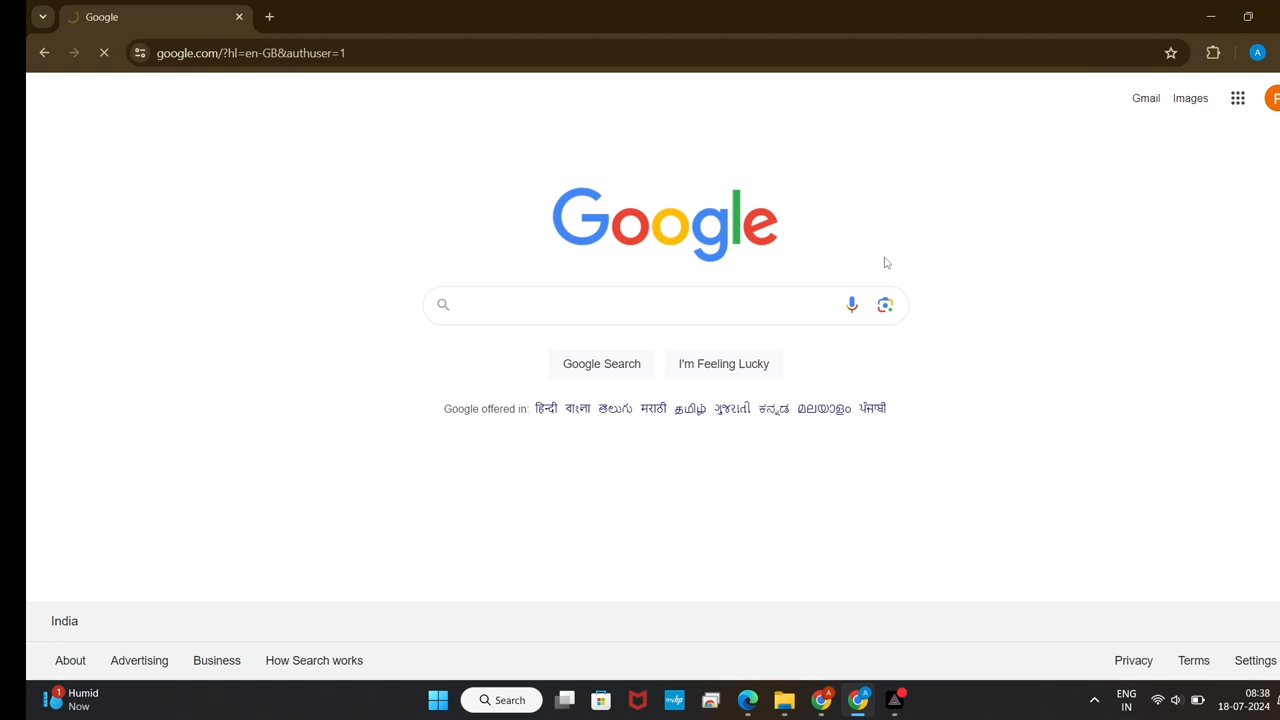 Google
google.com/?hl=en-GB&authuser=1
A
Gmail Images
Google
Google Search I'm Feeling Lucky
Google offered in: हिन्दी বাংলা తెలుగు मराठी தமிழ் ગુજરાતી ಕನ್ನಡ മലയാളം ਪੰਜਾਬੀ
India
About Advertising Business How Search works Privacy Terms Settings
1 Humid
Now
Search
myhp
A
A
ENG
IN
08:38
18-07-2024